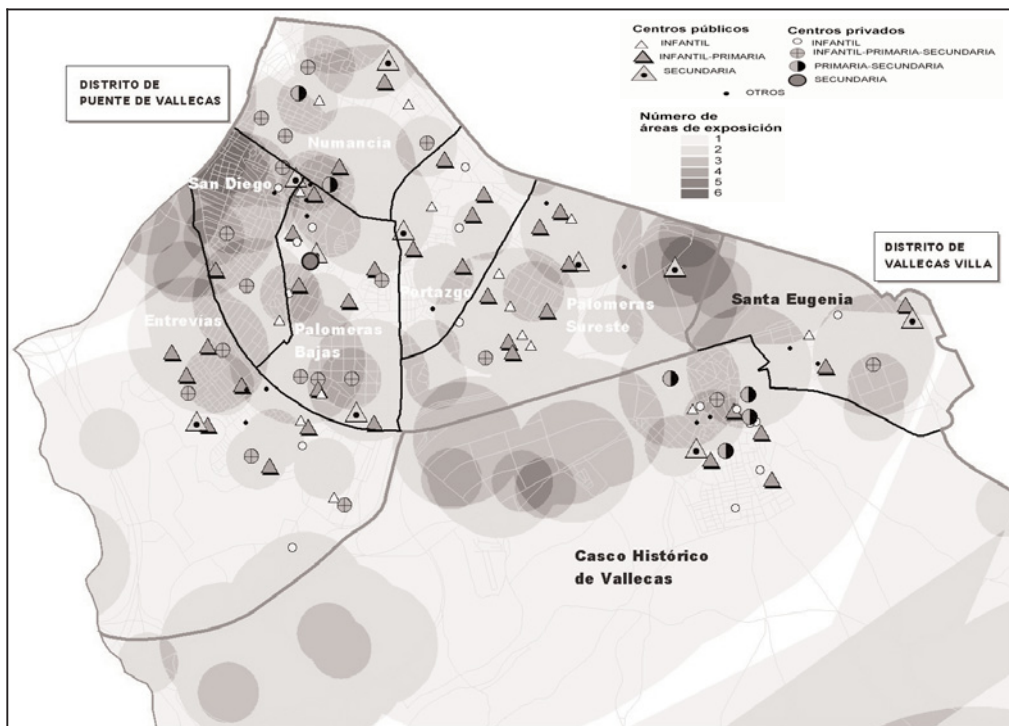 Centros públicos
INFANTIL
INFANTIL-PRIMARIA
SECUNDARIA
Centros privados
INFANTIL
INFANTIL-PRIMARIA-SECUNDARIA
PRIMARIA-SECUNDARIA
SECUNDARIA
OTROS
Número de
áreas de exposición
1
2
3
4
5
6
DISTRITO DE
PUENTE DE VALLECAS
Numancia
San Diego
DISTRITO DE
VALLECAS VILLA
Entrevías
Palomeras
Bajas
Portazgo
Palomeras
Sureste
Santa Eugenia
Casco Histórico
de Vallecas